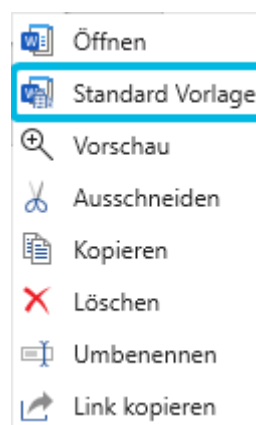 Öffnen
Standard Vorlage
Vorschau
Ausschneiden
Kopieren
Löschen
Umbenennen
Link kopieren